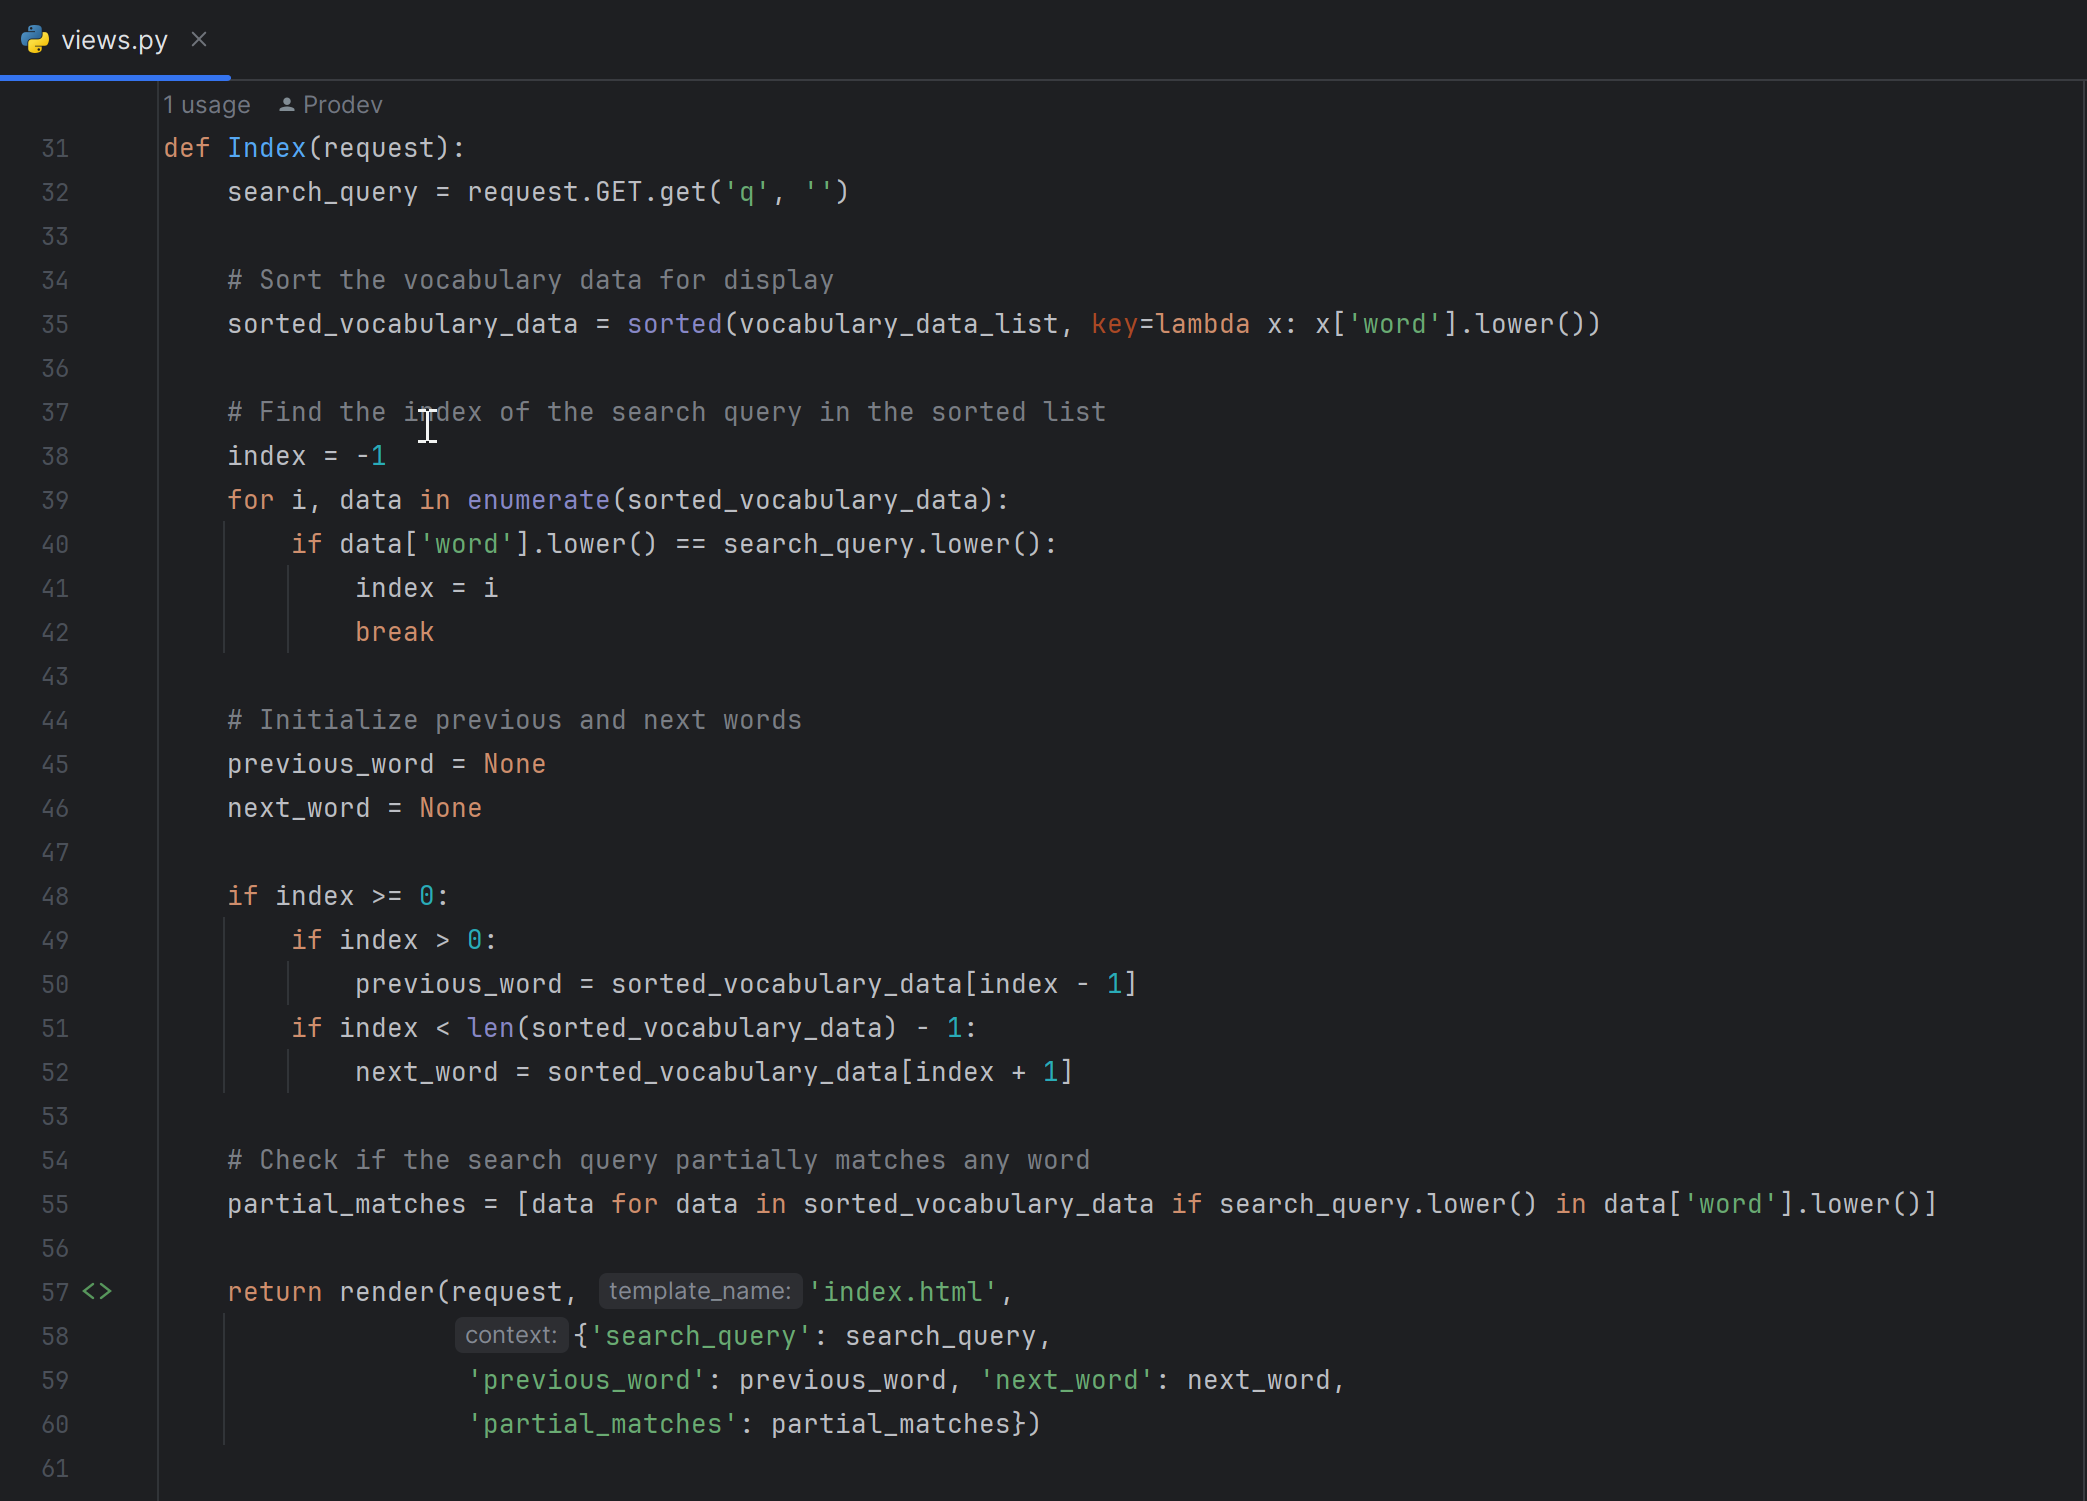 views.py
1 usage Prodev
31 def Index(request):
32     search_query = request.GET.get('q', '')
33
34     # Sort the vocabulary data for display
35     sorted_vocabulary_data = sorted(vocabulary_data_list, key=lambda x: x['word'].lower())
36
37     # Find the index of the search query in the sorted list
38     index = -1
39     for i, data in enumerate(sorted_vocabulary_data):
40         if data['word'].lower() == search_query.lower():
41             index = i
42             break
43
44     # Initialize previous and next words
45     previous_word = None
46     next_word = None
47
48     if index >= 0:
49         if index > 0:
50             previous_word = sorted_vocabulary_data[index - 1]
51         if index < len(sorted_vocabulary_data) - 1:
52             next_word = sorted_vocabulary_data[index + 1]
53
54     # Check if the search query partially matches any word
55     partial_matches = [data for data in sorted_vocabulary_data if search_query.lower() in data['word'].lower()]
56
57 <> return render(request, template_name: 'index.html',
58                   context: {'search_query': search_query,
59                    'previous_word': previous_word, 'next_word': next_word,
60                    'partial_matches': partial_matches})
61